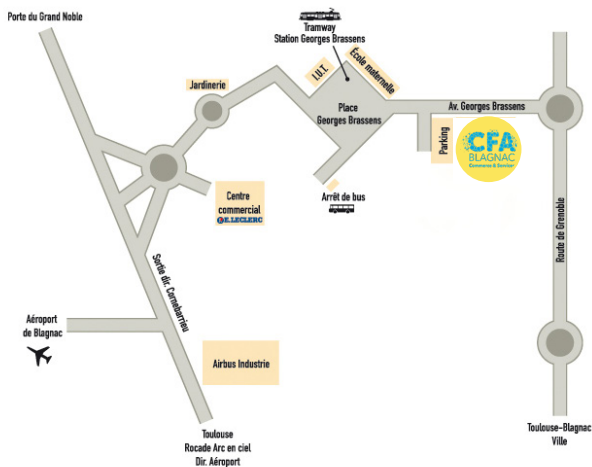 Porte du Grand Noble
Tramway
Station Georges Brassens
École maternelle
I.U.T.
Jardinerie
Place
Georges Brassens
Av. Georges Brassens
Parking
CFA
BLAGNAC
Commerce & Services
Centre
commercial
E.LECLERC
Arrêt de bus
Route de Grenoble
Sortie dir. Cornebarrieu
Aéroport
de Blagnac
Airbus Industrie
Toulouse
Rocade Arc en ciel
Dir. Aéroport
Toulouse-Blagnac
Ville